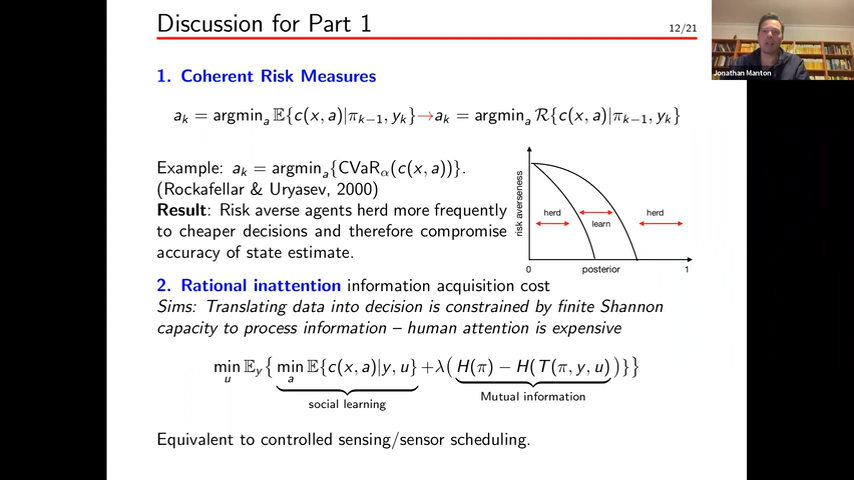 Discussion for Part 1
12/21
Jonathan Manton
1. Coherent Risk Measures
a_k = argmin_a 𝔼{c(x, a)|π_{k−1}, y_k}→a_k = argmin_a ℛ{c(x, a)|π_{k−1}, y_k}
Example: a_k = argmin_a{CVaR_α(c(x, a))}.
(Rockafellar & Uryasev, 2000)
Result: Risk averse agents herd more frequently
to cheaper decisions and therefore compromise
accuracy of state estimate.
risk averseness
herd
learn
herd
0
posterior
1
2. Rational inattention information acquisition cost
Sims: Translating data into decision is constrained by finite Shannon
capacity to process information – human attention is expensive
min_u 𝔼_y{ min_a 𝔼{c(x, a)|y, u} +λ( H(π) − H(T(π, y, u) )}}
social learning
Mutual information
Equivalent to controlled sensing/sensor scheduling.